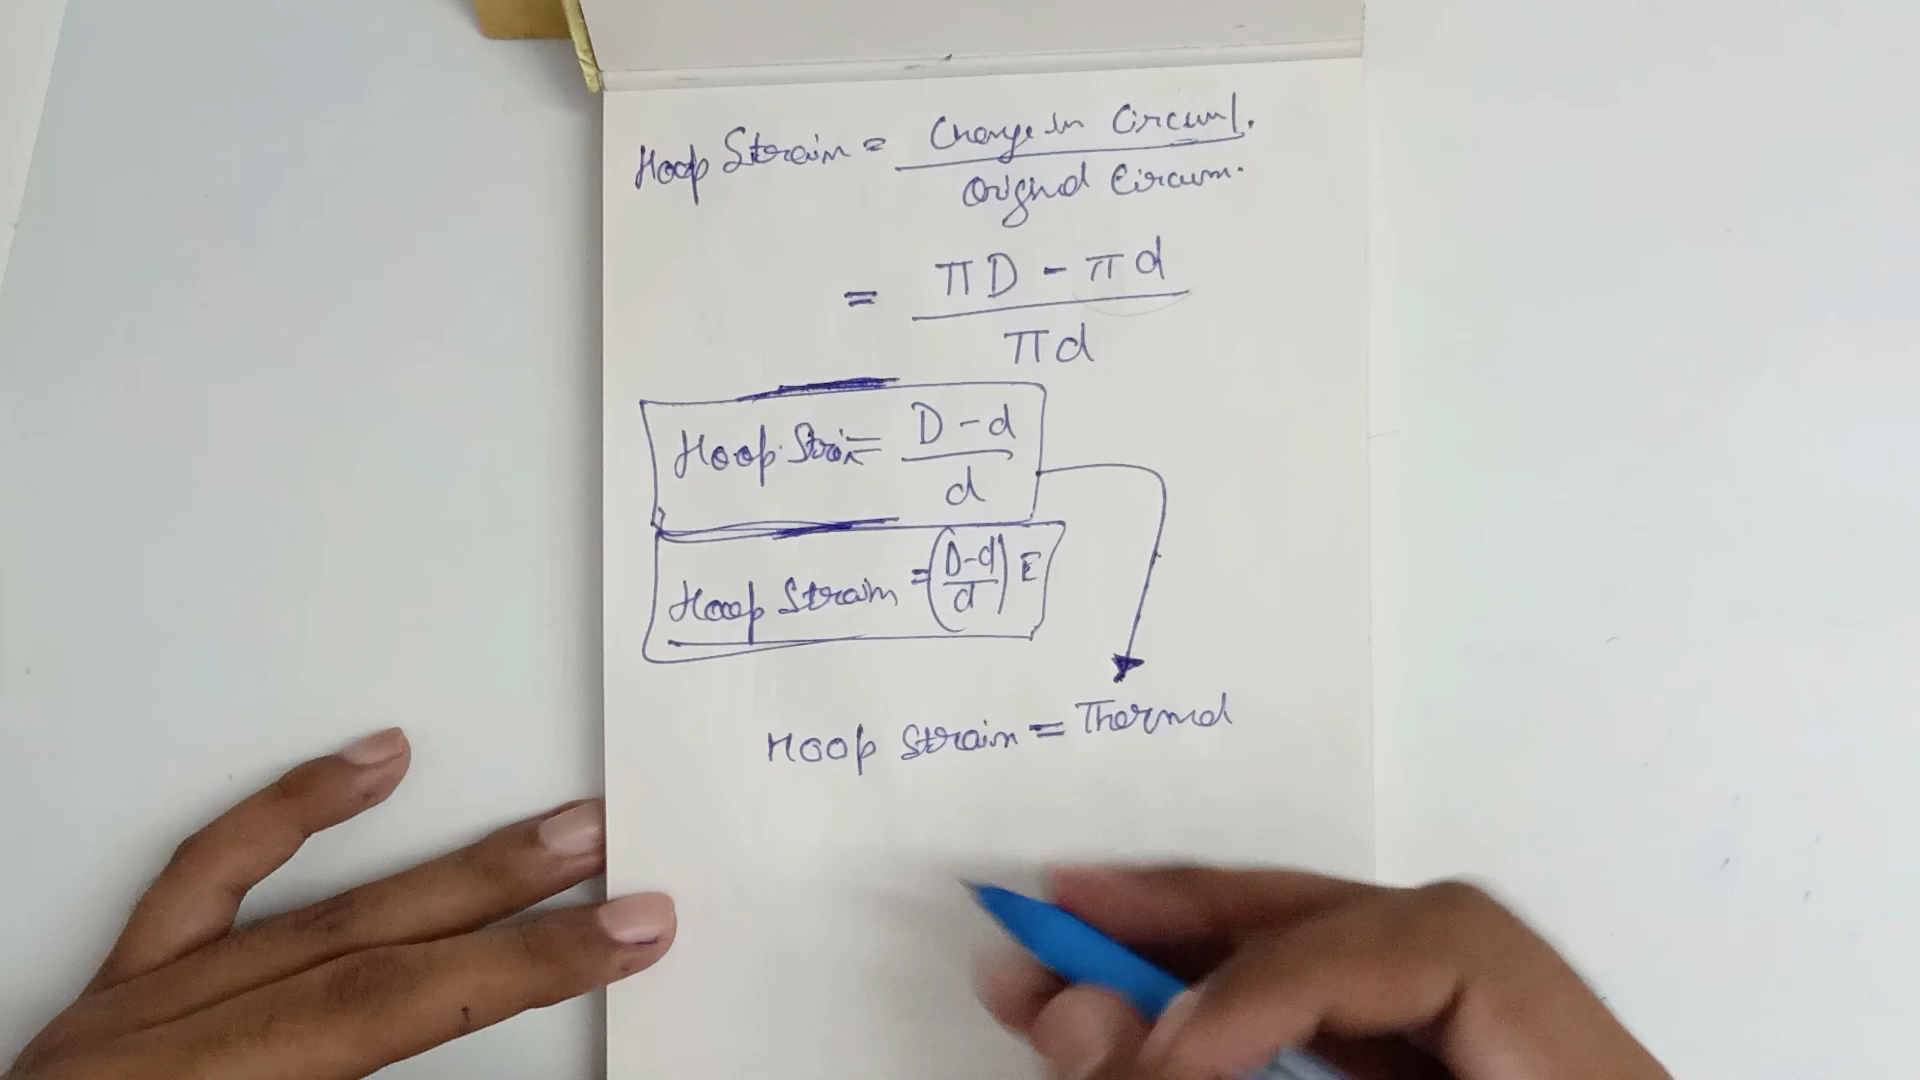 Hoop Strain = Change in Circumf.
Original Circum.
= πD - πd
πd
Hoop Strain = D - d
d
Hoop Strain = (D-d/d) E
Hoop Strain = Thermal